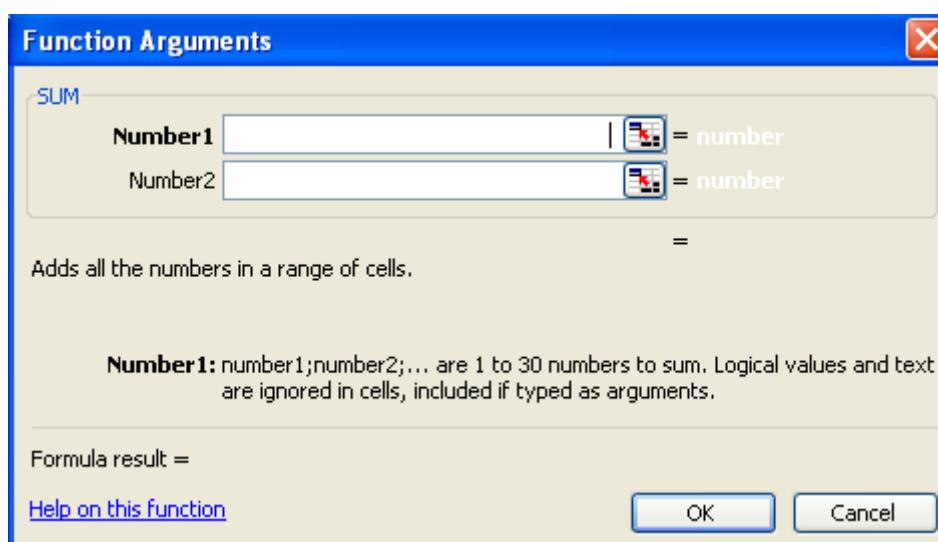 Function Arguments
SUM
Number1 = number
Number2 = number
=
Adds all the numbers in a range of cells.
Number1: number1;number2;... are 1 to 30 numbers to sum. Logical values and text
are ignored in cells, included if typed as arguments.
Formula result =
Help on this function OK Cancel